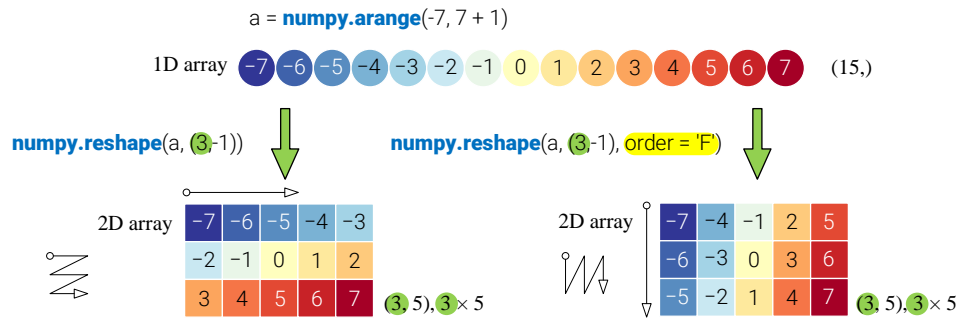 a = numpy.arange(-7, 7 + 1)
1D array −7 −6 −5 −4 −3 −2 −1 0 1 2 3 4 5 6 7 (15,)
numpy.reshape(a, (3,-1))
numpy.reshape(a, (3,-1), order = 'F')
2D array −7 −6 −5 −4 −3
−2 −1 0 1 2
3 4 5 6 7 (3, 5), 3 × 5
2D array −7 −4 −1 2 5
−6 −3 0 3 6
−5 −2 1 4 7 (3, 5), 3 × 5